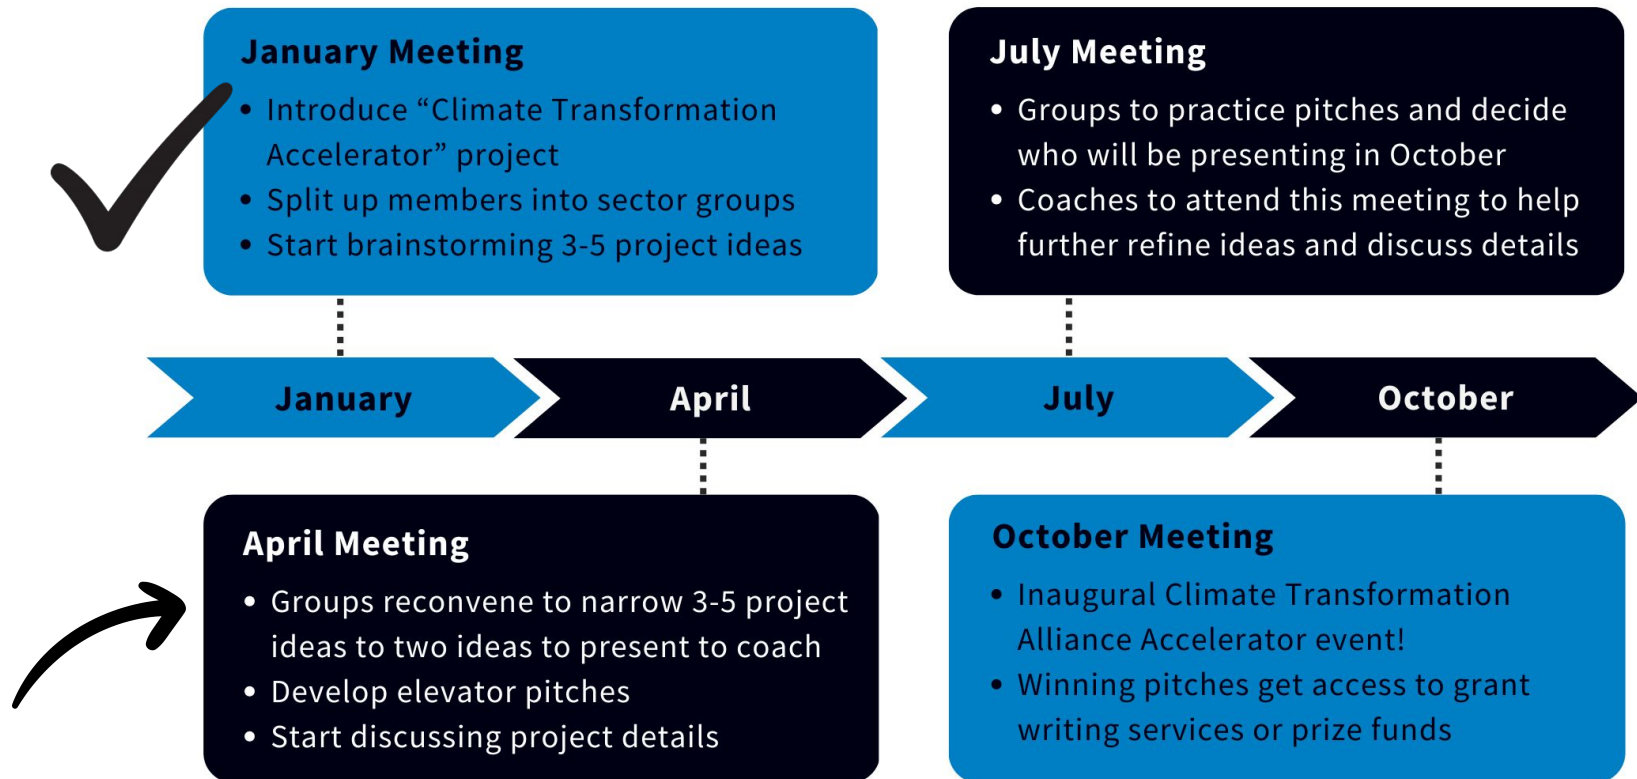 January Meeting
• Introduce “Climate Transformation
Accelerator” project
• Split up members into sector groups
• Start brainstorming 3-5 project ideas
July Meeting
• Groups to practice pitches and decide
who will be presenting in October
• Coaches to attend this meeting to help
further refine ideas and discuss details
January
April
July
October
April Meeting
• Groups reconvene to narrow 3-5 project
ideas to two ideas to present to coach
• Develop elevator pitches
• Start discussing project details
October Meeting
• Inaugural Climate Transformation
Alliance Accelerator event!
• Winning pitches get access to grant
writing services or prize funds